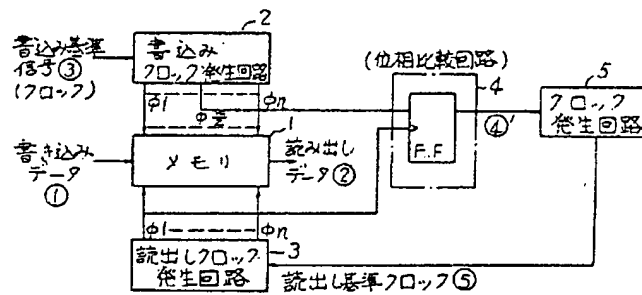 2
書込み基準
信号③
(クロック)
書込み
クロック発生回路
φ1 φn
φn/2
1
書き込み
データ
①
メモリ
読み出し
データ②
φ1 φn
読出しクロック
発生回路
3
読出し基準クロック⑤
(位相比較回路)
4
F.F
④'
5
クロック
発生回路